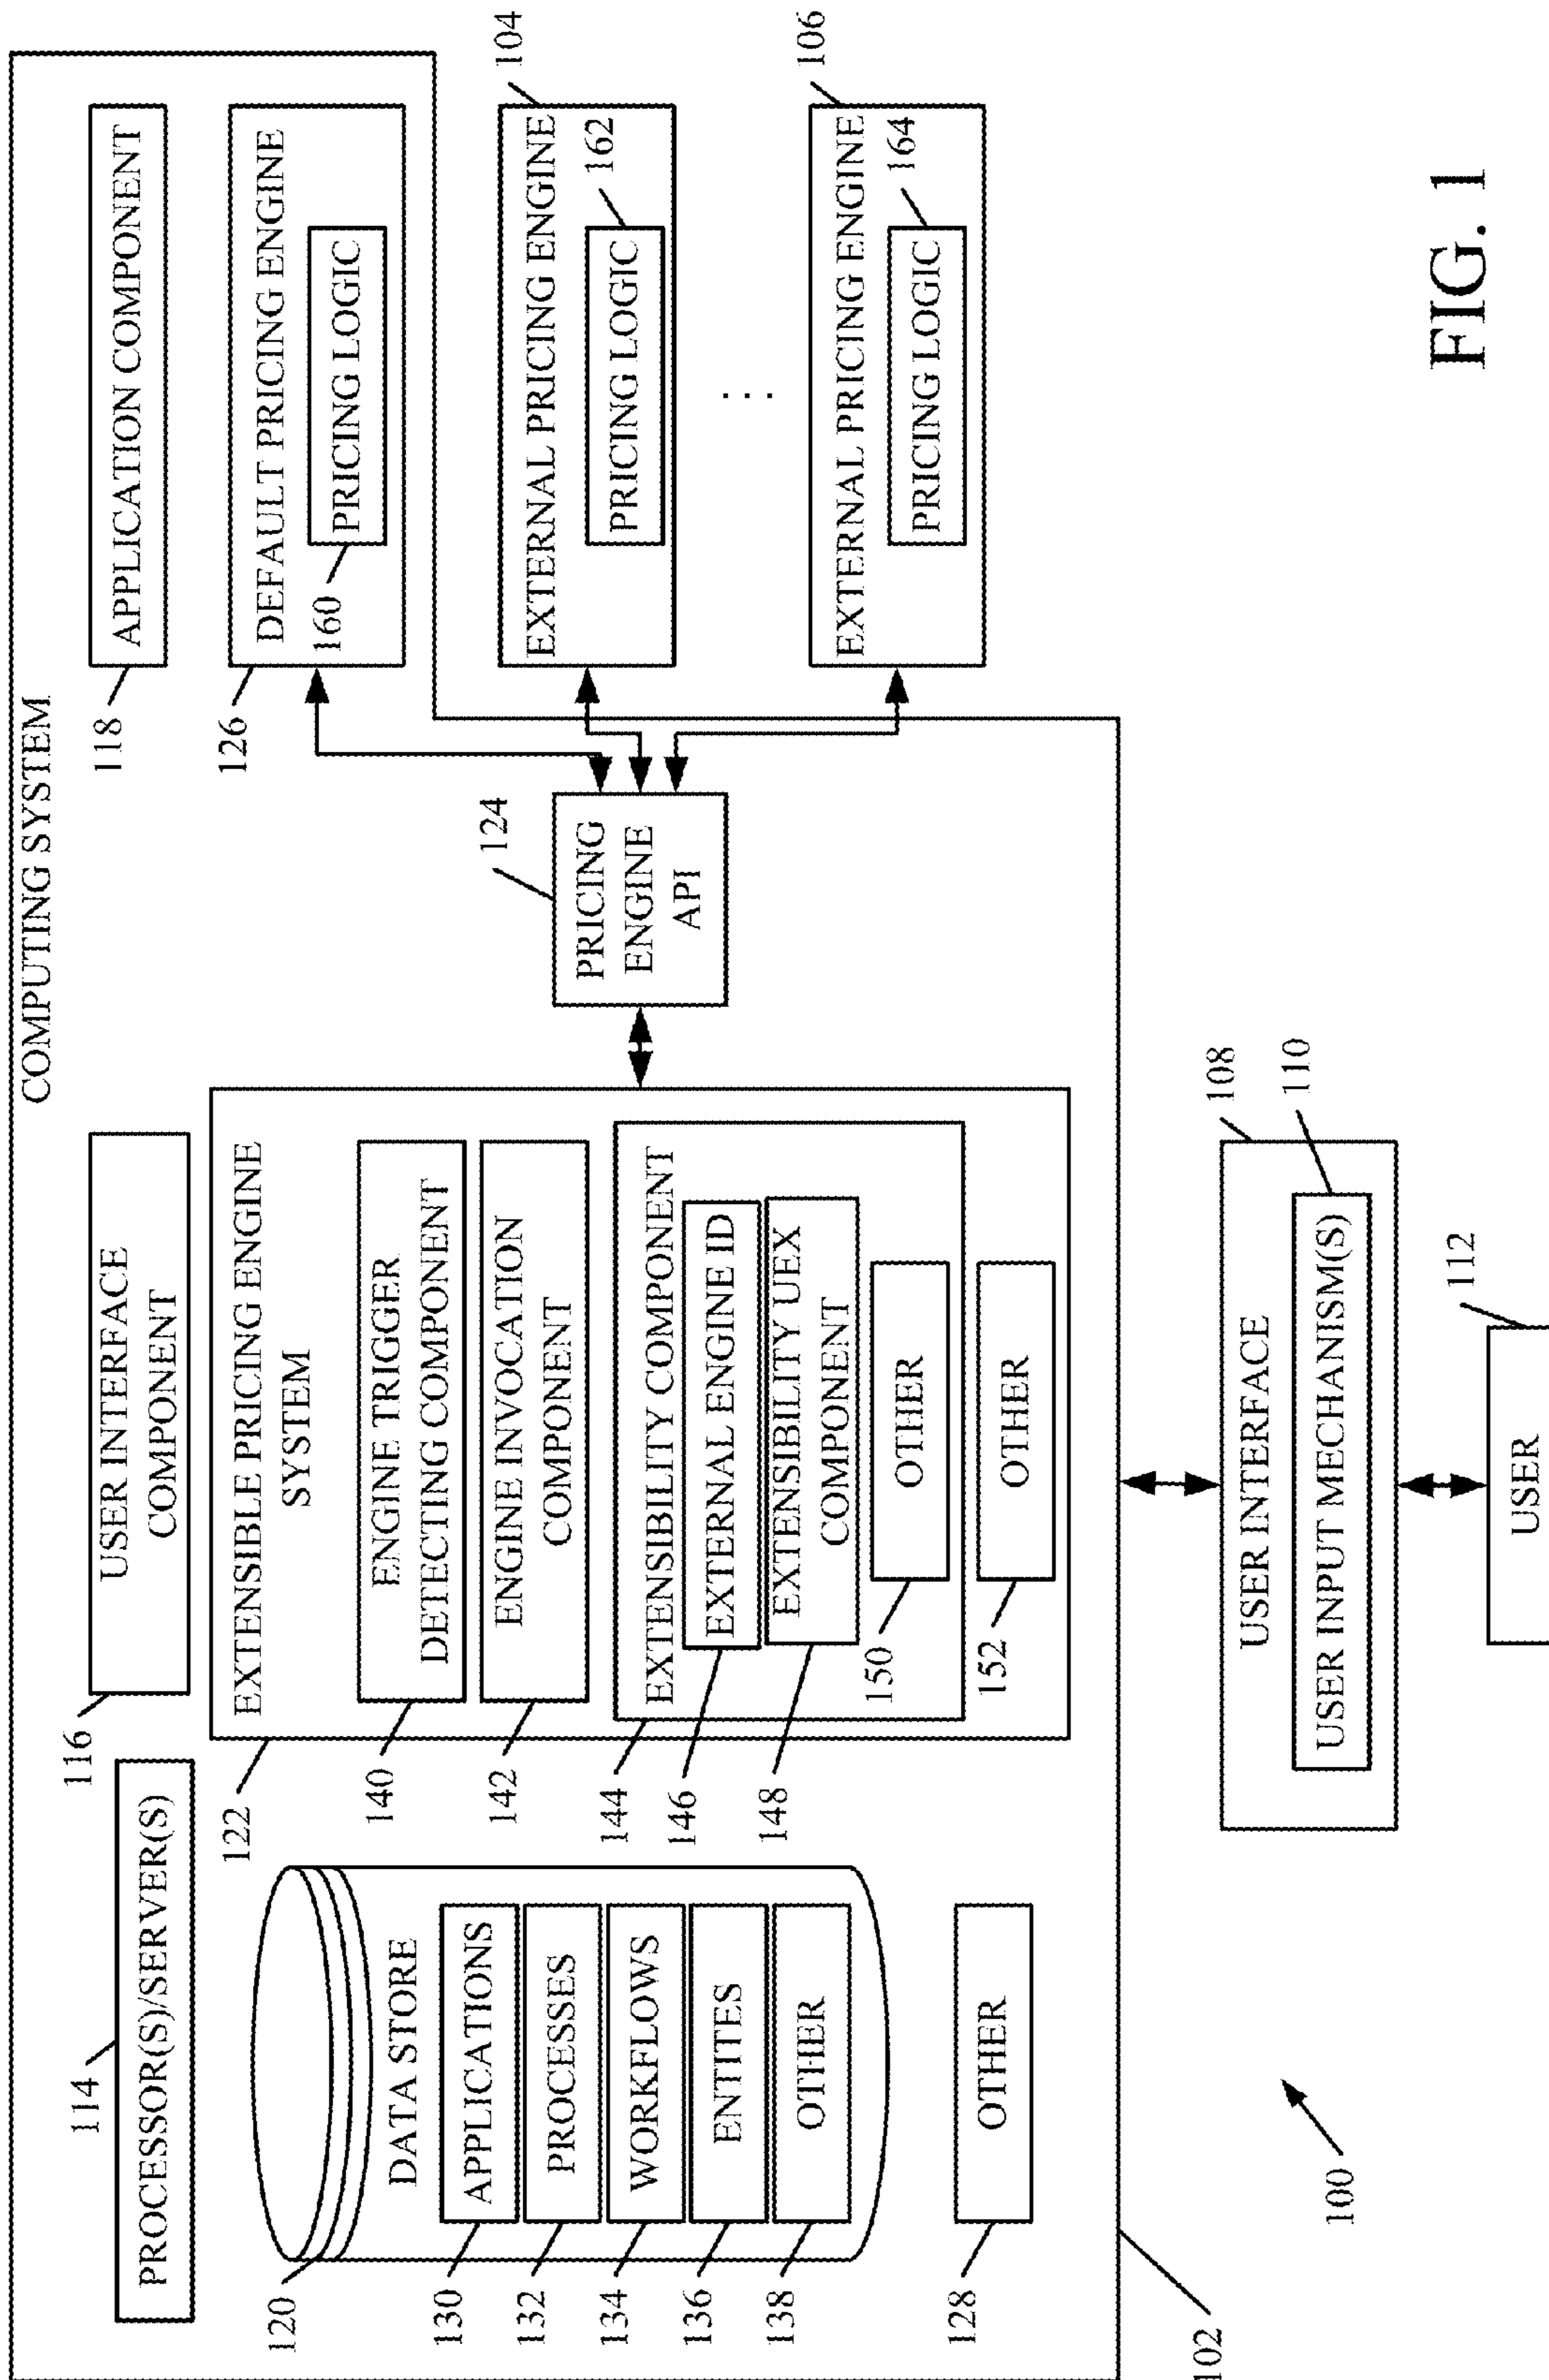 COMPUTING SYSTEM
114
PROCESSOR(S)/SERVER(S)
116
USER INTERFACE
COMPONENT
118
APPLICATION COMPONENT
120
DATA STORE
130
APPLICATIONS
132
PROCESSES
134
WORKFLOWS
136
ENTITES
138
OTHER
128
OTHER
122
EXTENSIBLE PRICING ENGINE
SYSTEM
140
ENGINE TRIGGER
DETECTING COMPONENT
142
ENGINE INVOCATION
COMPONENT
144
EXTENSIBILITY COMPONENT
146
EXTERNAL ENGINE ID
148
EXTENSIBILITY UEX
COMPONENT
150
OTHER
152
OTHER
124
PRICING
ENGINE
API
126
DEFAULT PRICING ENGINE
160
PRICING LOGIC
104
EXTERNAL PRICING ENGINE
162
PRICING LOGIC
. . .
106
EXTERNAL PRICING ENGINE
164
PRICING LOGIC
102
100
108
USER INTERFACE
110
USER INPUT MECHANISM(S)
112
USER
FIG. 1